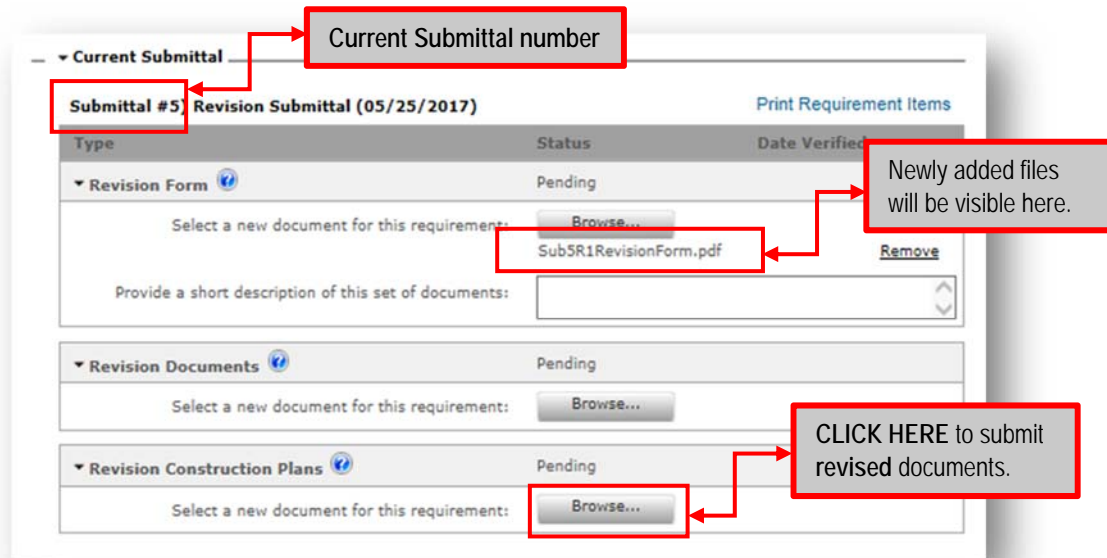 Current Submittal number
Current Submittal
Submittal #5) Revision Submittal (05/25/2017)
Print Requirement Items
Type Status Date Verified
Newly added files
will be visible here.
Revision Form Pending
Select a new document for this requirement: Browse...
Sub5R1RevisionForm.pdf Remove
Provide a short description of this set of documents:
Revision Documents Pending
Select a new document for this requirement: Browse...
CLICK HERE to submit
revised documents.
Revision Construction Plans Pending
Select a new document for this requirement: Browse...